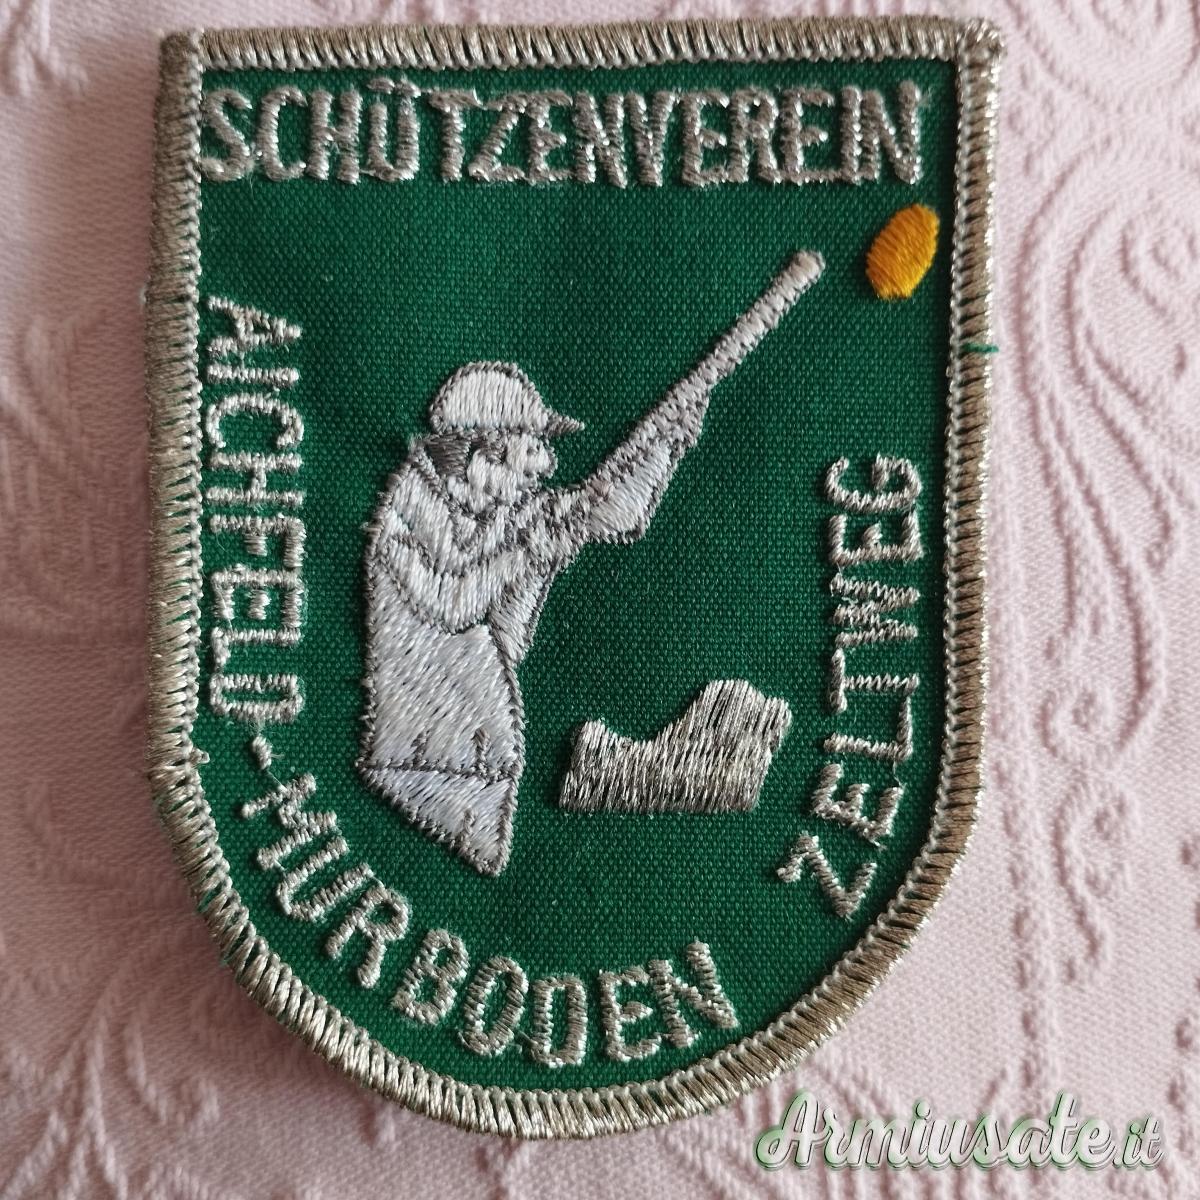 SCHÜTZENVEREIN
AICHFELD-MURBODEN
ZELTWEG
Armiusate.it